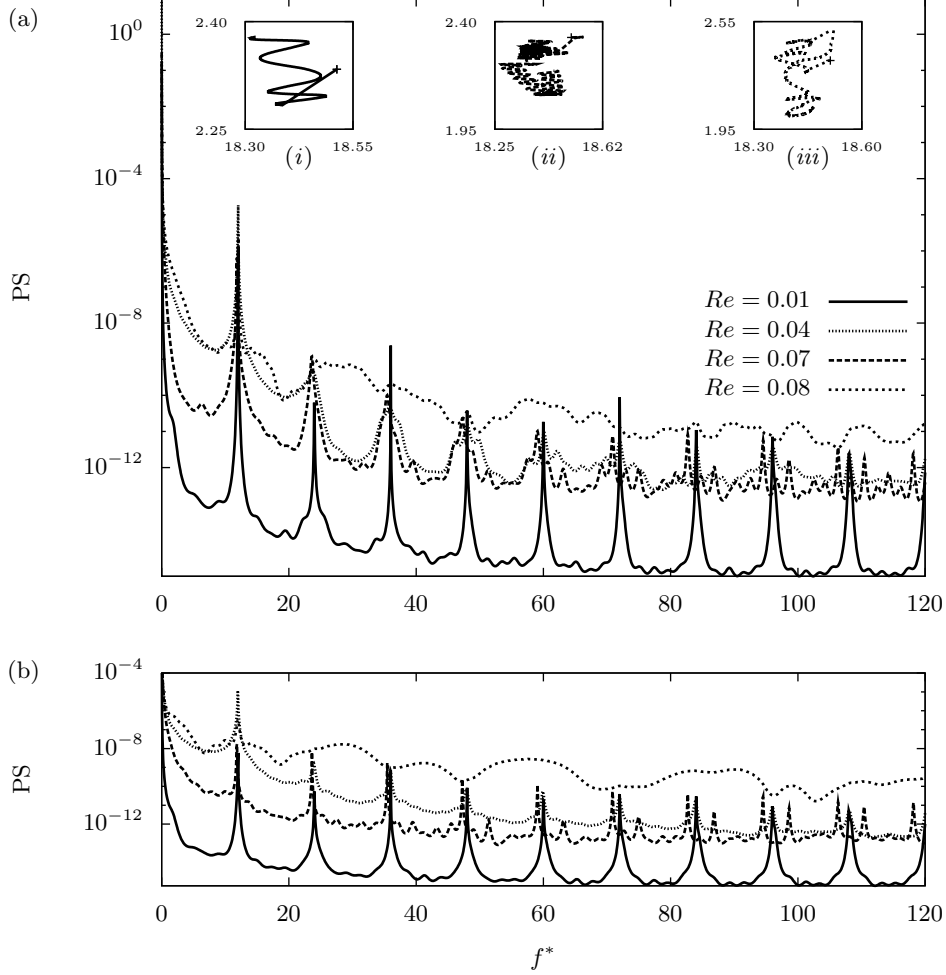 (a)
PS
10⁰
10⁻⁴
10⁻⁸
10⁻¹²
2.40
2.25
18.30
18.55
(i)
2.40
1.95
18.25
18.62
(ii)
2.55
1.95
18.30
18.60
(iii)
Re = 0.01
Re = 0.04
Re = 0.07
Re = 0.08
0 20 40 60 80 100 120
(b)
PS
10⁻⁴
10⁻⁸
10⁻¹²
0 20 40 60 80 100 120
f*